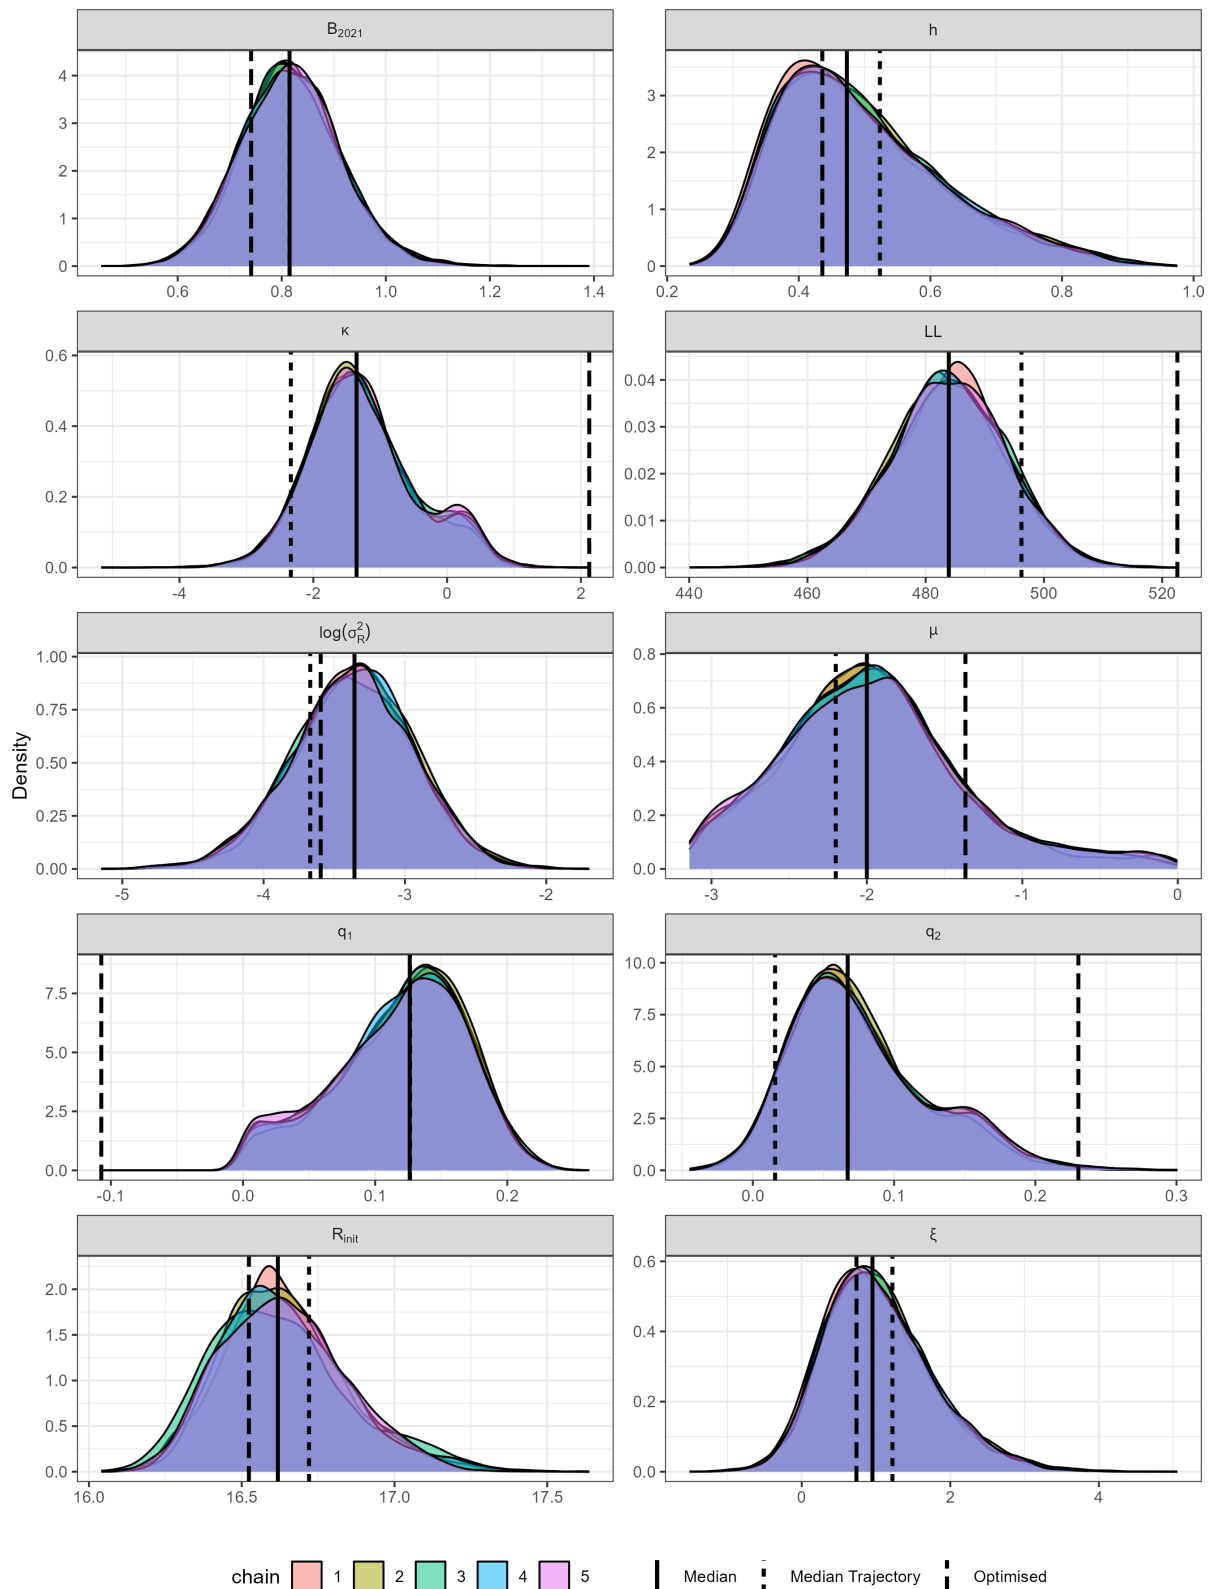 B2021
h
4
3
2
1
0
3
2
1
0
0.6 0.8 1.0 1.2 1.4
0.2 0.4 0.6 0.8 1.0
κ
LL
0.6
0.4
0.2
0.0
0.04
0.03
0.02
0.01
0.00
-4 -2 0 2
440 460 480 500 520
log(σ²R)
μ
Density
1.00
0.75
0.50
0.25
0.00
0.8
0.6
0.4
0.2
0.0
-5 -4 -3 -2
-3 -2 -1 0
q1
q2
7.5
5.0
2.5
0.0
10.0
7.5
5.0
2.5
0.0
-0.1 0.0 0.1 0.2
0.0 0.1 0.2 0.3
Rinit
ξ
2.0
1.5
1.0
0.5
0.0
0.6
0.4
0.2
0.0
16.0 16.5 17.0 17.5
0 2 4
chain 1 2 3 4 5 Median Median Trajectory Optimised